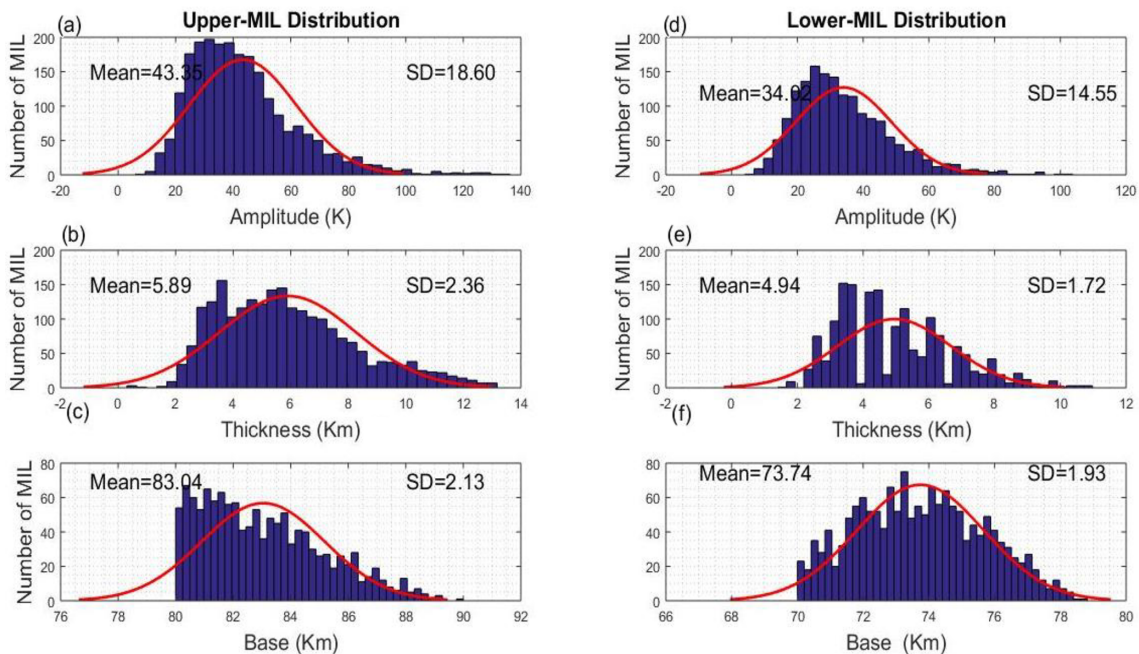 Upper-MIL Distribution
(a)
Number of MIL
200
150
100
50
0
Mean=43.35
SD=18.60
-20 0 20 40 60 80 100 120 140
Amplitude (K)
(b)
Number of MIL
200
150
100
50
0
Mean=5.89
SD=2.36
-2 0 2 4 6 8 10 12 14
Thickness (Km)
(c)
Number of MIL
80
60
40
20
0
Mean=83.04
SD=2.13
76 78 80 82 84 86 88 90 92
Base (Km)
Lower-MIL Distribution
(d)
Number of MIL
200
150
100
50
0
Mean=34.02
SD=14.55
-20 0 20 40 60 80 100 120
Amplitude (K)
(e)
Number of MIL
200
150
100
50
0
Mean=4.94
SD=1.72
-2 0 2 4 6 8 10 12
Thickness (Km)
(f)
Number of MIL
80
60
40
20
0
Mean=73.74
SD=1.93
66 68 70 72 74 76 78 80
Base (Km)